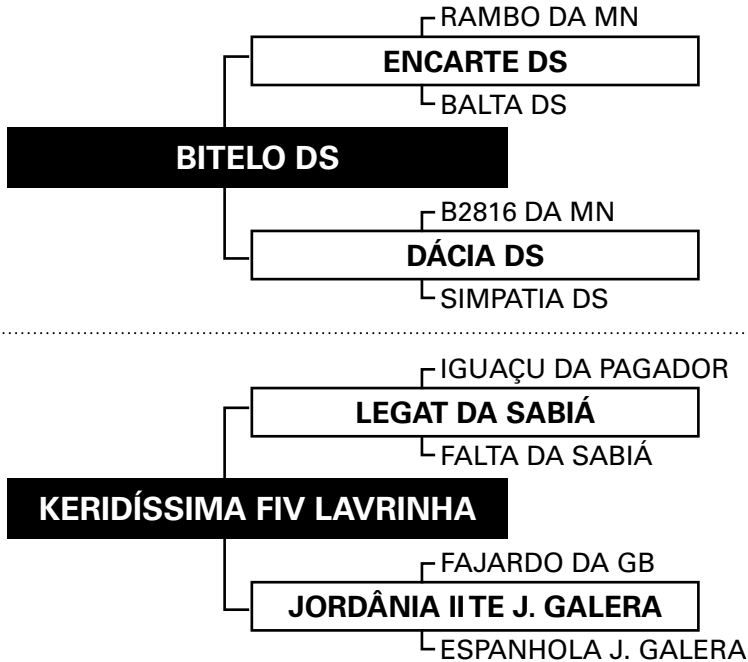 RAMBO DA MN
ENCARTE DS
BALTA DS
BITELO DS
B2816 DA MN
DÁCIA DS
SIMPATIA DS
IGUAÇU DA PAGADOR
LEGAT DA SABIÁ
FALTA DA SABIÁ
KERIDÍSSIMA FIV LAVRINHA
FAJARDO DA GB
JORDÂNIA II TE J. GALERA
ESPANHOLA J. GALERA